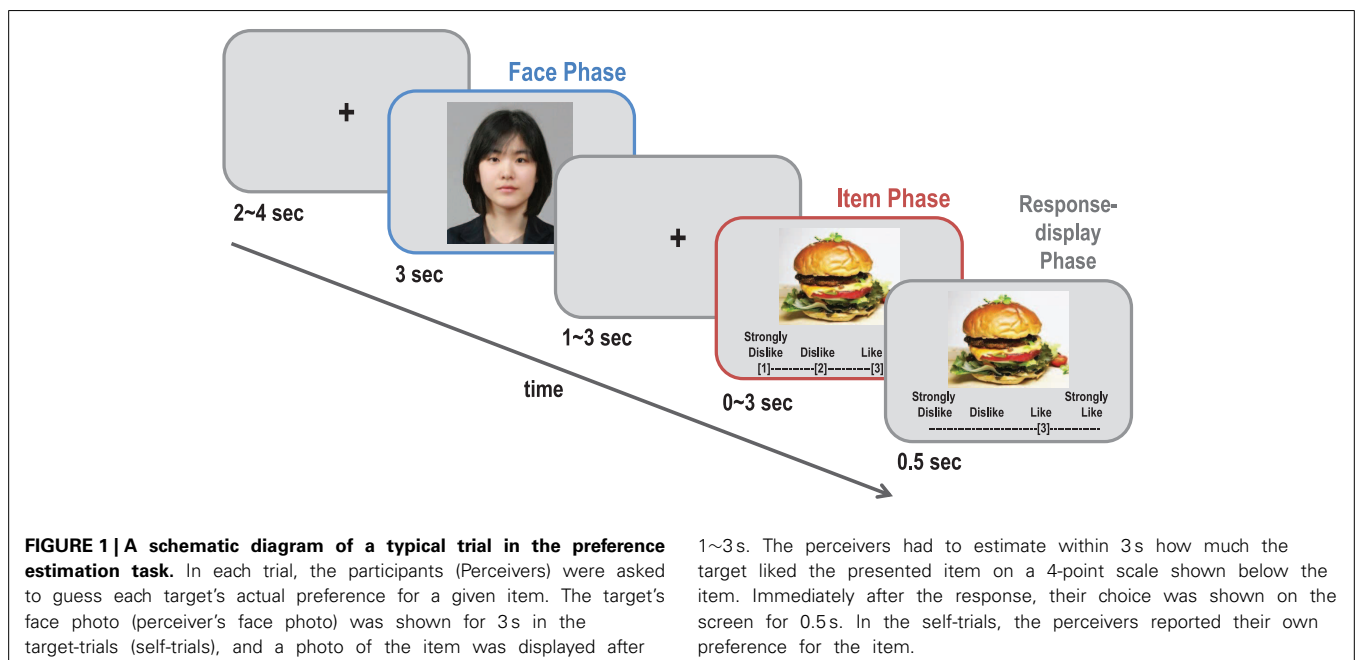 Face Phase
+
2~4 sec
3 sec
+
1~3 sec
Item Phase
Strongly
Dislike Dislike Like
[1]----------[2]---------[3]
0~3 sec
Response-
display
Phase
Strongly Strongly
Dislike Dislike Like Like
-------------------------[3]------------
0.5 sec
time
FIGURE 1 | A schematic diagram of a typical trial in the preference
estimation task. In each trial, the participants (Perceivers) were asked
to guess each target's actual preference for a given item. The target's
face photo (perceiver's face photo) was shown for 3 s in the
target-trials (self-trials), and a photo of the item was displayed after
1~3 s. The perceivers had to estimate within 3 s how much the
target liked the presented item on a 4-point scale shown below the
item. Immediately after the response, their choice was shown on the
screen for 0.5 s. In the self-trials, the perceivers reported their own
preference for the item.